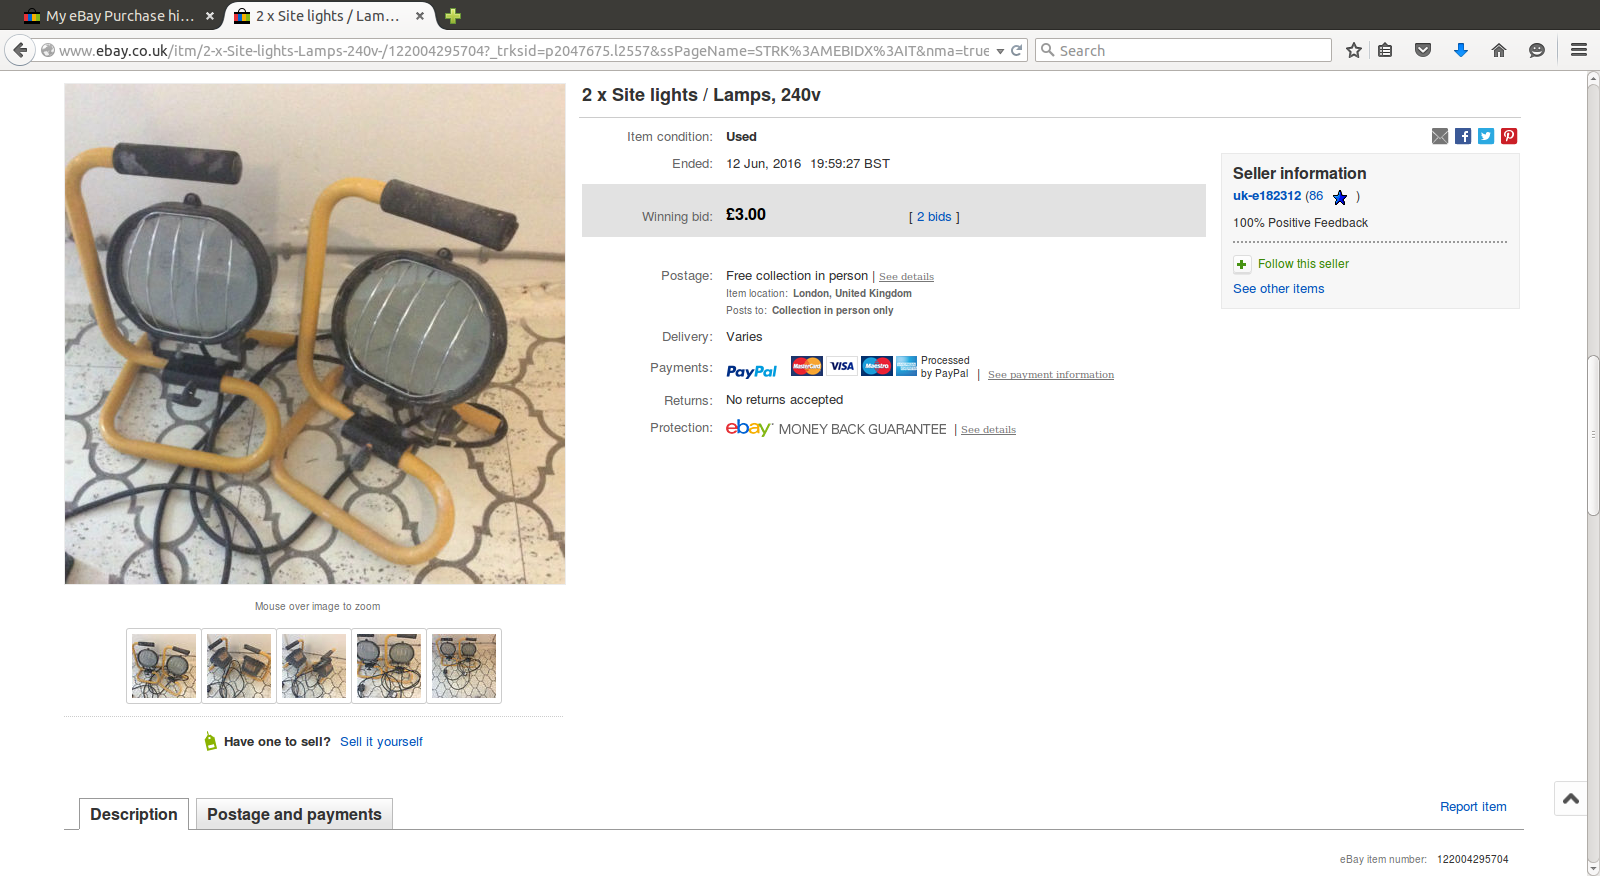 My eBay Purchase hi...
2 x Site lights / Lam...
www.ebay.co.uk/itm/2-x-Site-lights-Lamps-240v-/122004295704?_trksid=p2047675.l2557&ssPageName=STRK%3AMEBIDX%3AIT&nma=true
Search
2 x Site lights / Lamps, 240v
Item condition: Used
Ended: 12 Jun, 2016 19:59:27 BST
Winning bid: £3.00 [ 2 bids ]
Postage: Free collection in person | See details
Item location: London, United Kingdom
Posts to: Collection in person only
Delivery: Varies
Payments: PayPal MasterCard VISA Maestro Processed by PayPal | See payment information
Returns: No returns accepted
Protection: ebay MONEY BACK GUARANTEE | See details
Seller information
uk-e182312 (86 )
100% Positive Feedback
Follow this seller
See other items
Mouse over image to zoom
Have one to sell? Sell it yourself
Description
Postage and payments
Report item
eBay item number: 122004295704